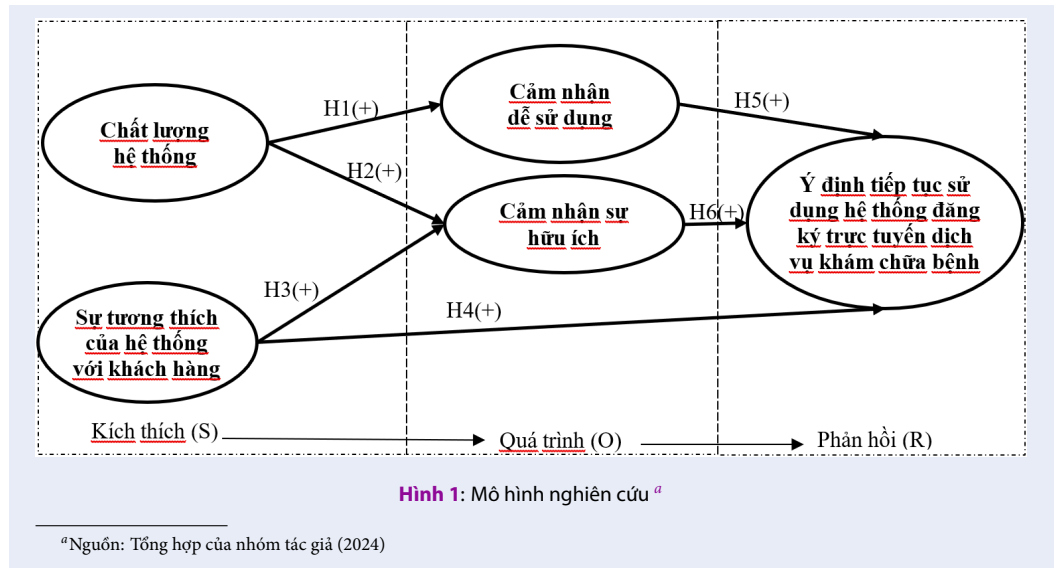 Chất lượng
hệ thống
H1(+)
H2(+)
Cảm nhận
dễ sử dụng
H5(+)
Cảm nhận sự
hữu ích
H6(+)
Ý định tiếp tục sử
dụng hệ thống đăng
ký trực tuyến dịch
vụ khám chữa bệnh
H3(+)
H4(+)
Sự tương thích
của hệ thống
với khách hàng
Kích thích (S)
Quá trình (O)
Phản hồi (R)
Hình 1: Mô hình nghiên cứu a
aNguồn: Tổng hợp của nhóm tác giả (2024)